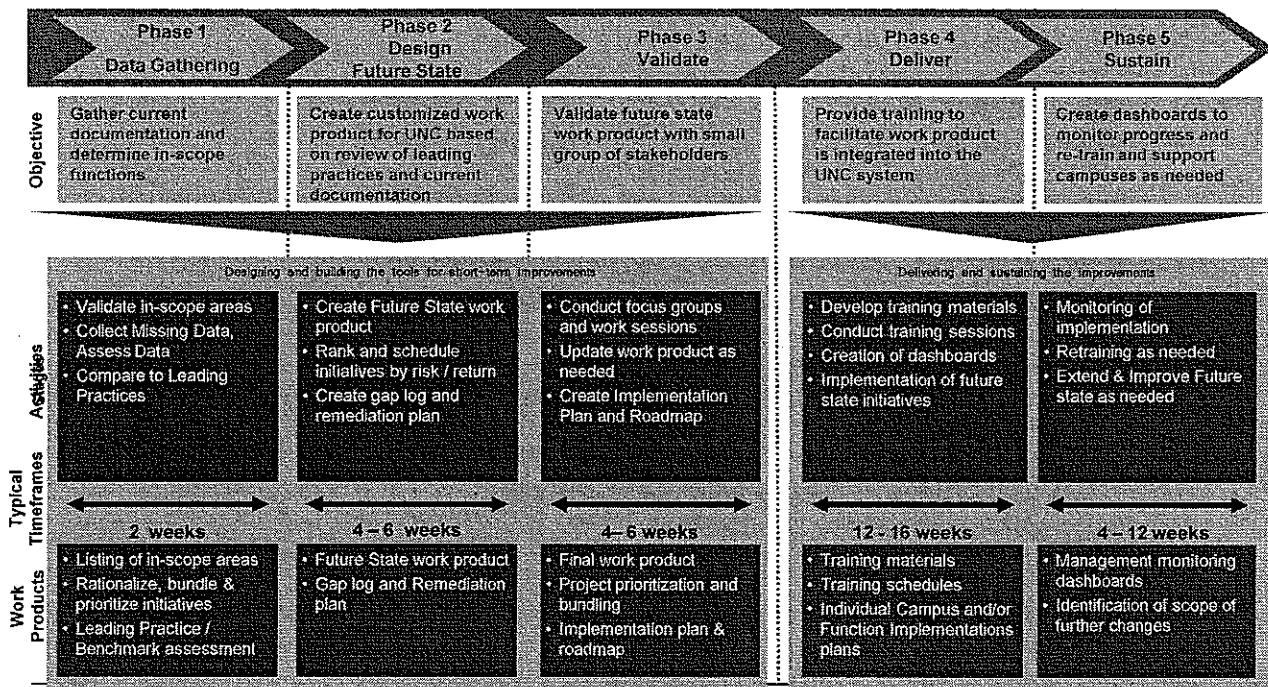 Phase 1
Data Gathering
Phase 2
Design
Future State
Phase 3
Validate
Phase 4
Deliver
Phase 5
Sustain
Objective
Gather current
documentation and
determine in-scope
functions
Create customized work
product for UNC based
on review of leading
practices and current
documentation
Validate future state
work product with small
group of stakeholders
Provide training to
facilitate work product
is integrated into the
UNC system
Create dashboards to
monitor progress and
re-train and support
campuses as needed
Designing and building the tools for short-term improvements
Delivering and sustaining the improvements
• Validate in-scope areas
• Collect Missing Data,
Assess Data
• Compare to Leading
Practices
• Create Future State work
product
• Rank and schedule
initiatives by risk / return
• Create gap log and
remediation plan
• Conduct focus groups
and work sessions
• Update work product as
needed
• Create Implementation
Plan and Roadmap
• Develop training materials
• Conduct training sessions
• Creation of dashboards
• Implementation of future
state initiatives
• Monitoring of
implementation
• Retraining as needed
• Extend & Improve Future
state as needed
Typical
Timeframes
2 weeks
4 – 6 weeks
4 – 6 weeks
12 - 16 weeks
4 – 12 weeks
Work
Products
• Listing of in-scope areas
• Rationalize, bundle &
prioritize initiatives
• Leading Practice /
Benchmark assessment
• Future State work product
• Gap log and Remediation
plan
• Final work product
• Project prioritization and
bundling
• Implementation plan &
roadmap
• Training materials
• Training schedules
• Individual Campus and/or
Function Implementations
plans
• Management monitoring
dashboards
• Identification of scope of
further changes